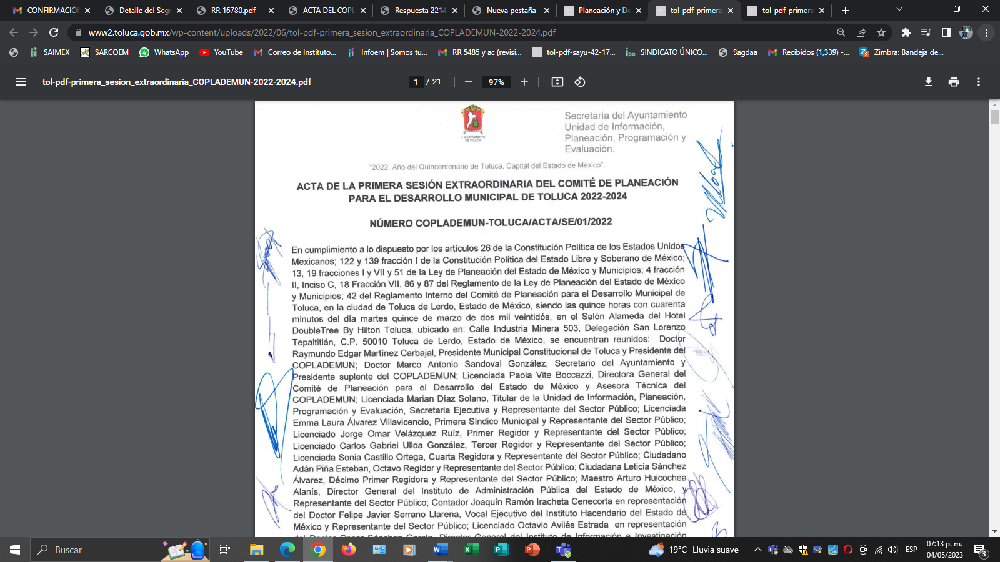 CONFIRMACIÓN
Detalle del Segu
RR 16780.pdf
ACTA DEL COPL
Respuesta 2214
Nueva pestaña
Planeación y De
tol-pdf-primera
tol-pdf-primera
www2.toluca.gob.mx/wp-content/uploads/2022/06/tol-pdf-primera_sesion_extraordinaria_COPLADEMUN-2022-2024.pdf
SAIMEX
SARCOEM
WhatsApp
YouTube
Correo de Instituto...
Infoem | Somos tu...
RR 5485 y ac (revisi...
tol-pdf-sayu-42-17...
SINDICATO ÚNICO...
Sagdaa
Recibidos (1,339) -...
Zimbra: Bandeja de...
tol-pdf-primera_sesion_extraordinaria_COPLADEMUN-2022-2024.pdf
1 / 21
97%
H. AYUNTAMIENTO
DE TOLUCA
Secretaría del Ayuntamiento
Unidad de Información,
Planeación, Programación y
Evaluación.
"2022. Año del Quincentenario de Toluca, Capital del Estado de México".
ACTA DE LA PRIMERA SESIÓN EXTRAORDINARIA DEL COMITÉ DE PLANEACIÓN
PARA EL DESARROLLO MUNICIPAL DE TOLUCA 2022-2024
NÚMERO COPLADEMUN-TOLUCA/ACTA/SE/01/2022
En cumplimiento a lo dispuesto por los artículos 26 de la Constitución Política de los Estados Unidos
Mexicanos; 122 y 139 fracción I de la Constitución Política del Estado Libre y Soberano de México;
13, 19 fracciones I y VII y 51 de la Ley de Planeación del Estado de México y Municipios; 4 fracción
II, Inciso C, 18 Fracción VII, 86 y 87 del Reglamento de la Ley de Planeación del Estado de México
y Municipios; 42 del Reglamento Interno del Comité de Planeación para el Desarrollo Municipal de
Toluca, en la ciudad de Toluca de Lerdo, Estado de México, siendo las quince horas con cuarenta
minutos del día martes quince de marzo de dos mil veintidós, en el Salón Alameda del Hotel
DoubleTree By Hilton Toluca, ubicado en: Calle Industria Minera 503, Delegación San Lorenzo
Tepaltitlán, C.P. 50010 Toluca de Lerdo, Estado de México, se encuentran reunidos: Doctor
Raymundo Edgar Martínez Carbajal, Presidente Municipal Constitucional de Toluca y Presidente del
COPLADEMUN; Doctor Marco Antonio Sandoval González, Secretario del Ayuntamiento y
Presidente suplente del COPLADEMUN; Licenciada Paola Vite Boccazzi, Directora General del
Comité de Planeación para el Desarrollo del Estado de México y Asesora Técnica del
COPLADEMUN; Licenciada Marian Díaz Solano, Titular de la Unidad de Información, Planeación,
Programación y Evaluación, Secretaria Ejecutiva y Representante del Sector Público; Licenciada
Emma Laura Álvarez Villavicencio, Primera Síndico Municipal y Representante del Sector Público;
Licenciado Jorge Omar Velázquez Ruíz, Primer Regidor y Representante del Sector Público;
Licenciado Carlos Gabriel Ulloa González, Tercer Regidor y Representante del Sector Público;
Licenciada Sonia Castillo Ortega, Cuarta Regidora y Representante del Sector Público; Ciudadano
Adán Piña Esteban, Octavo Regidor y Representante del Sector Público; Ciudadana Leticia Sánchez
Álvarez, Décimo Primer Regidora y Representante del Sector Público; Maestro Arturo Huicochea
Alanís, Director General del Instituto de Administración Pública del Estado de México, y
Representante del Sector Público; Contador Joaquín Ramón Iracheta Cenecorta en representación
del Doctor Felipe Javier Serrano Llarena, Vocal Ejecutivo del Instituto Hacendario del Estado de
México y Representante del Sector Público; Licenciado Octavio Avilés Estrada en representación
del Doctor Oscar Sánchez García, Director General del Instituto de Información e Investigación
Buscar
19°C Lluvia suave
ESP
07:13 p. m.
04/05/2023
3